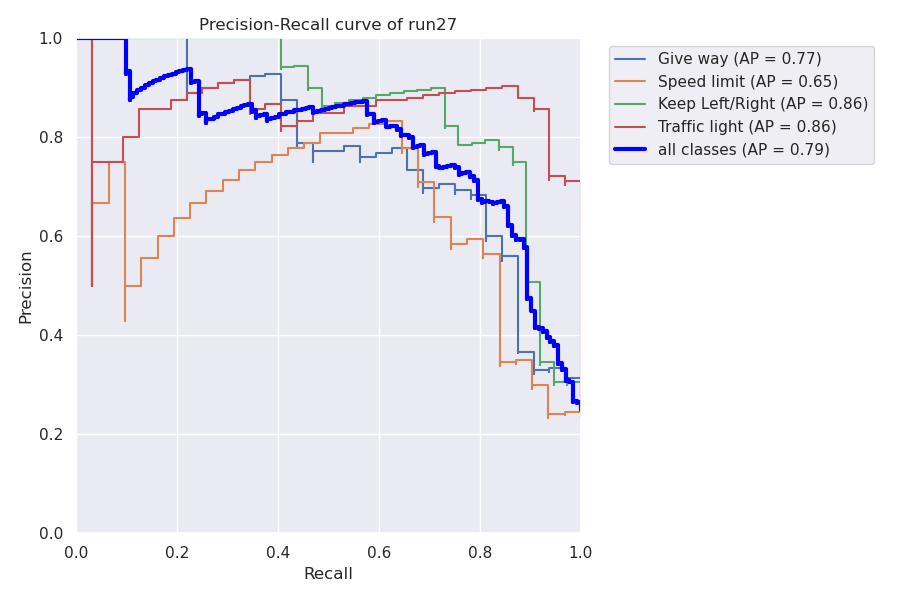 Precision-Recall curve of run27
1.0
0.8
0.6
0.4
0.2
0.0
Precision
0.0 0.2 0.4 0.6 0.8 1.0
Recall
Give way (AP = 0.77)
Speed limit (AP = 0.65)
Keep Left/Right (AP = 0.86)
Traffic light (AP = 0.86)
all classes (AP = 0.79)